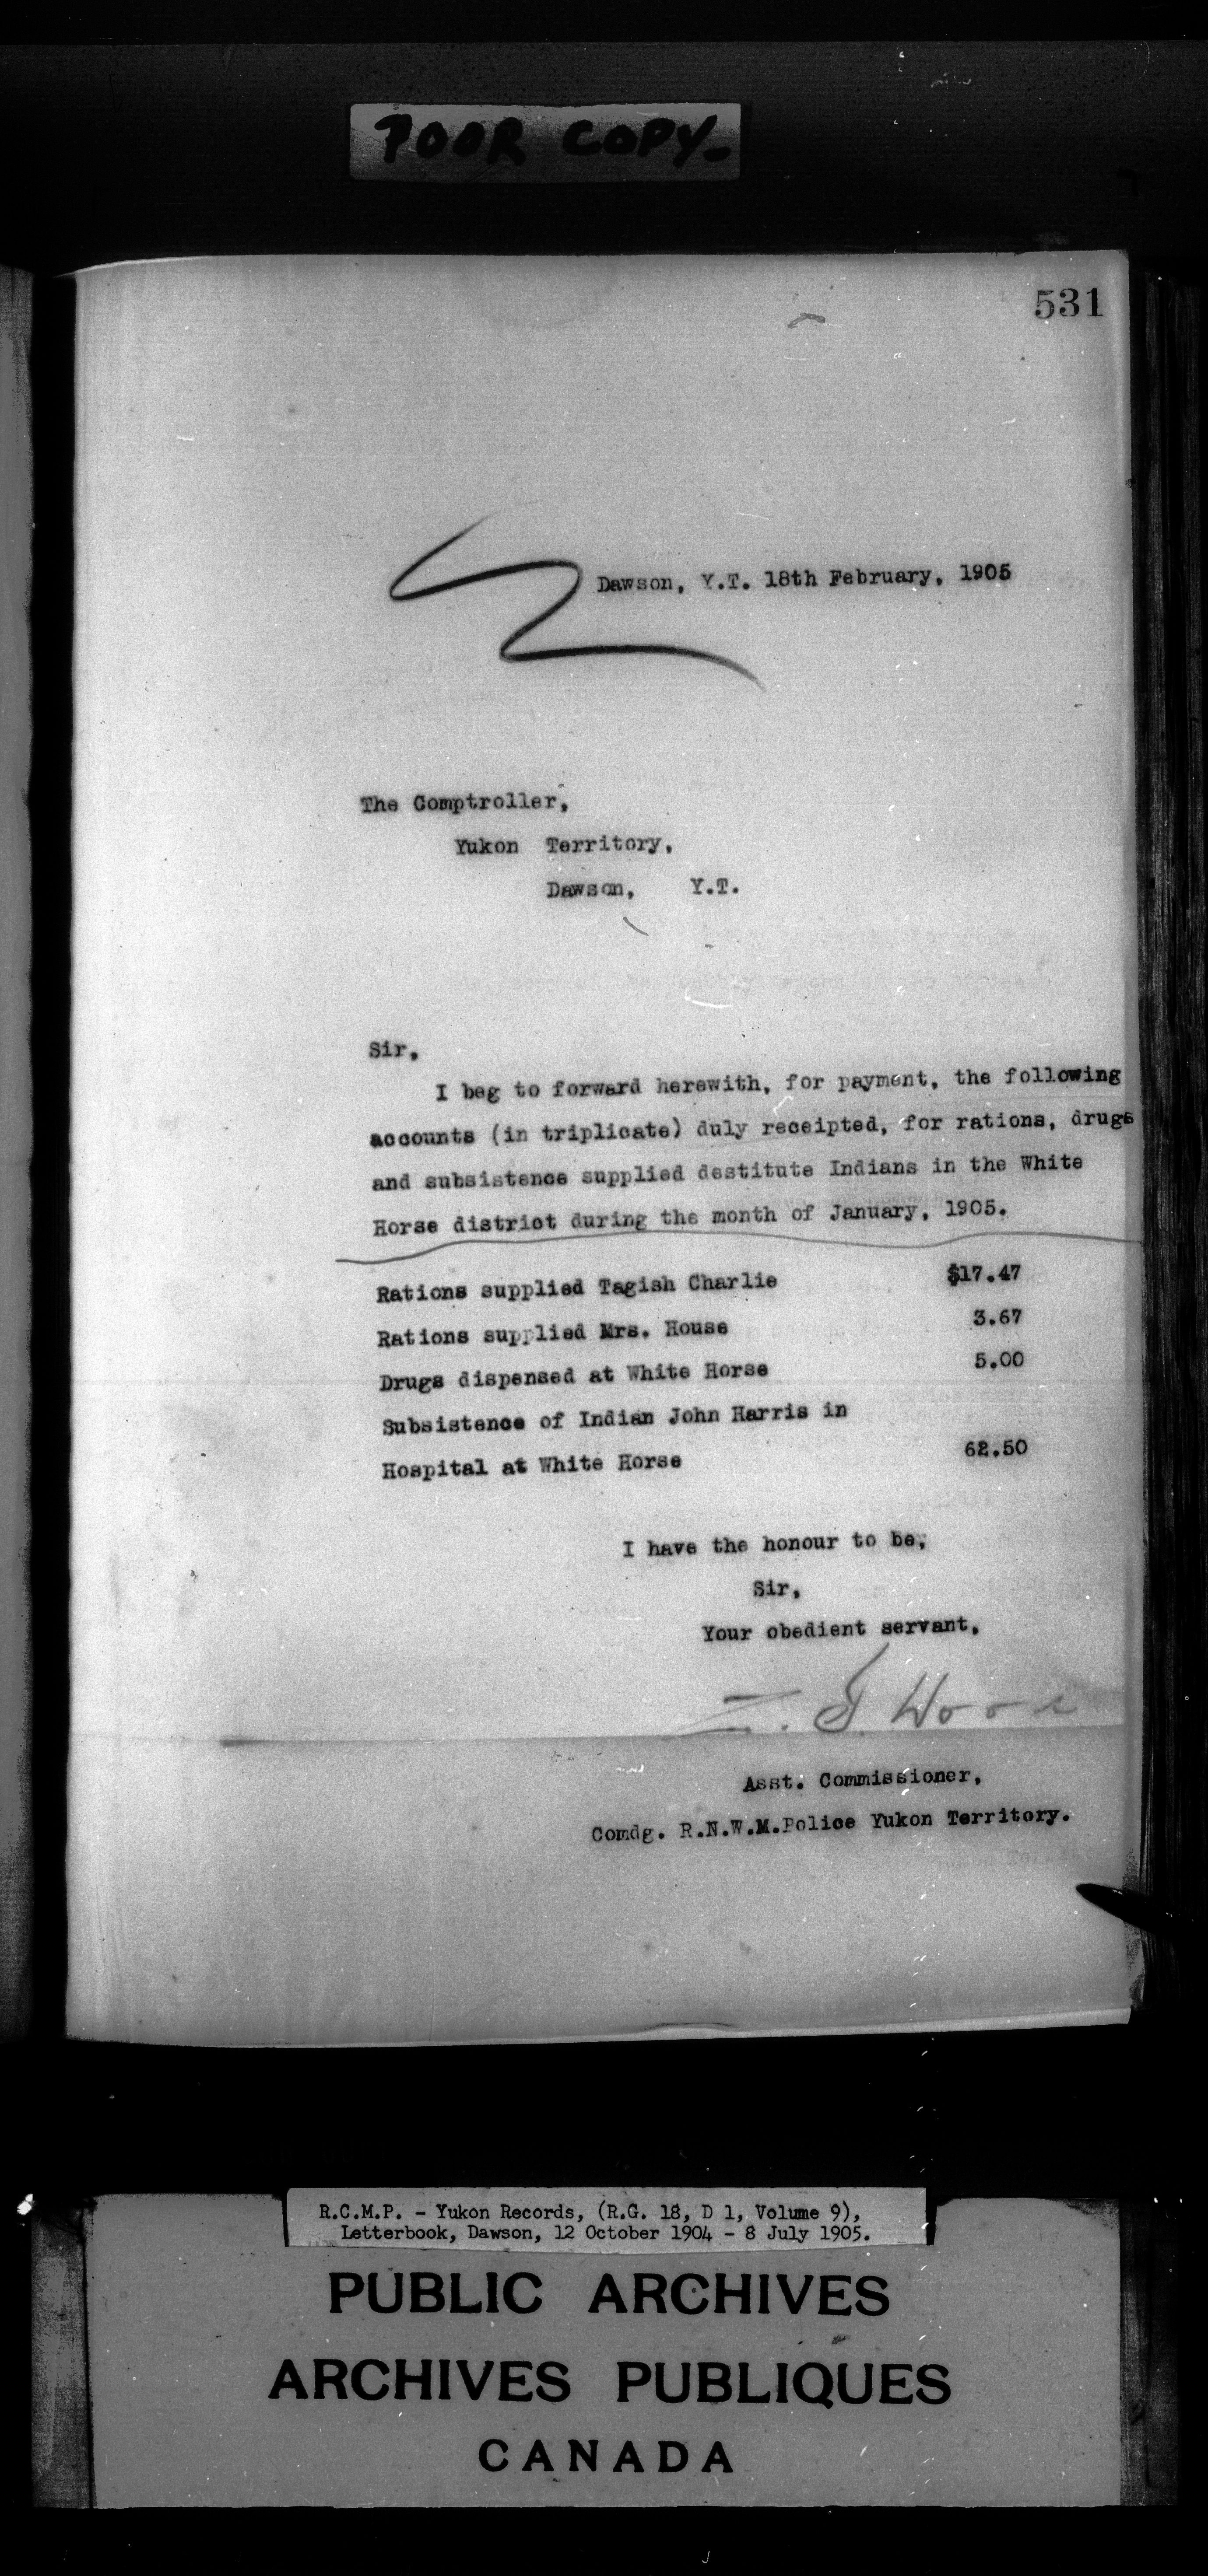 POOR COPY-
531
Dawson, Y.T. 18th February, 1905
The Comptroller,
Yukon Territory,
Dawson, Y.T.
Sir,
I beg to forward herewith, for payment, the following
accounts (in triplicate) duly receipted, for rations, drugs
and subsistence supplied destitute Indians in the White
Horse district during the month of January, 1905.
Rations supplied Tagish Charlie $17.47
Rations supplied Mrs. House 3.67
Drugs dispensed at White Horse 5.00
Subsistence of Indian John Harris in
Hospital at White Horse 62.50
I have the honour to be,
Sir,
Your obedient servant,
Z. T. Wood
Asst. Commissioner,
Comdg. R.N.W.M.Police Yukon Territory.
R.C.M.P. - Yukon Records, (R.G. 18, D 1, Volume 9),
Letterbook, Dawson, 12 October 1904 - 8 July 1905.
PUBLIC ARCHIVES
ARCHIVES PUBLIQUES
CANADA